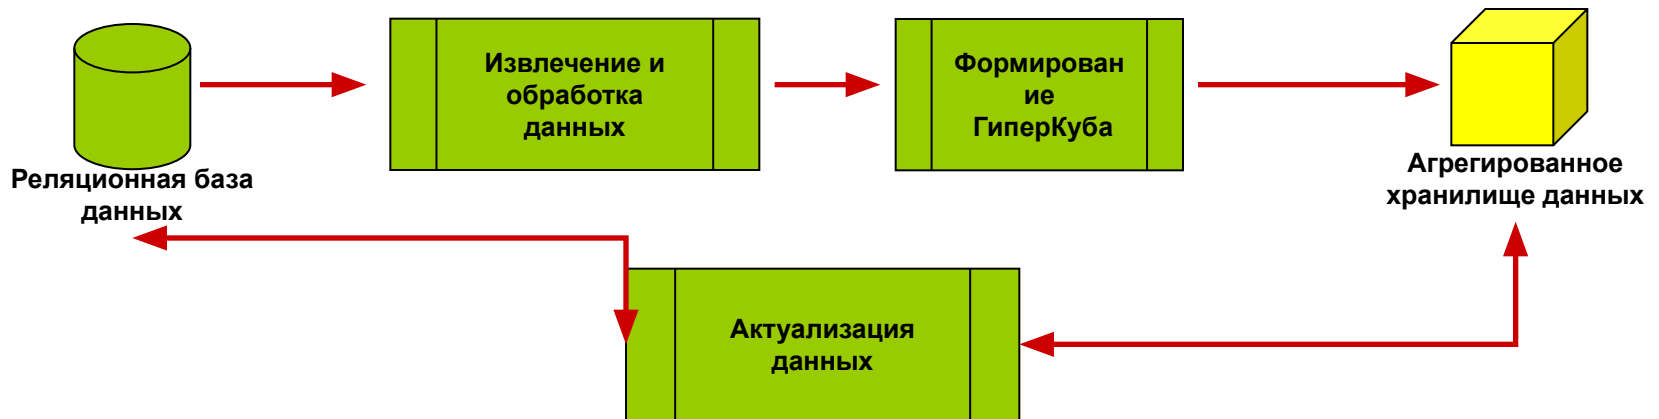 Извлечение и
обработка
данных
Формирован
ие
ГиперКуба
Реляционная база
данных
Агрегированное
хранилище данных
Актуализация
данных